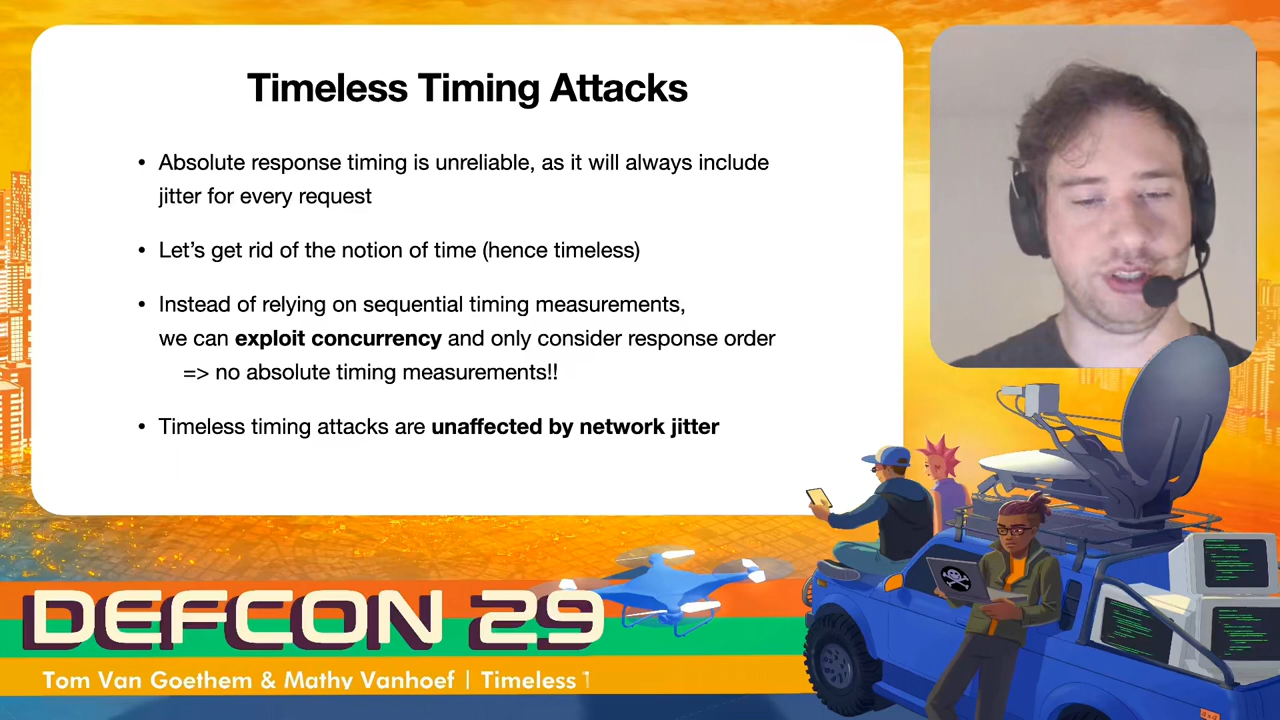 Timeless Timing Attacks
• Absolute response timing is unreliable, as it will always include
jitter for every request
• Let’s get rid of the notion of time (hence timeless)
• Instead of relying on sequential timing measurements,
we can exploit concurrency and only consider response order
=> no absolute timing measurements!!
• Timeless timing attacks are unaffected by network jitter
DEFCON 29
Tom Van Goethem & Mathy Vanhoef | Timeless